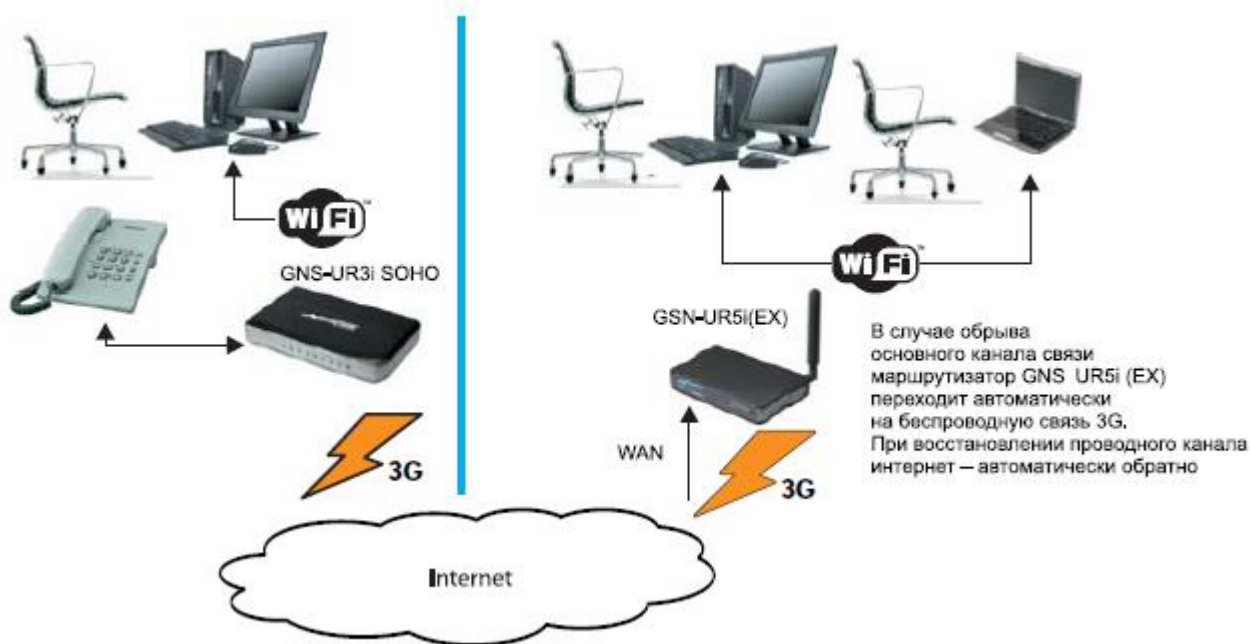 WiFi
GNS-UR3i SOHO
3G
WiFi
GSN-UR5i(EX)
В случае обрыва
основного канала связи
маршрутизатор GNS UR5i (EX)
переходит автоматически
на беспроводную связь 3G.
При восстановлении проводного канала
интернет — автоматически обратно
WAN
3G
Internet